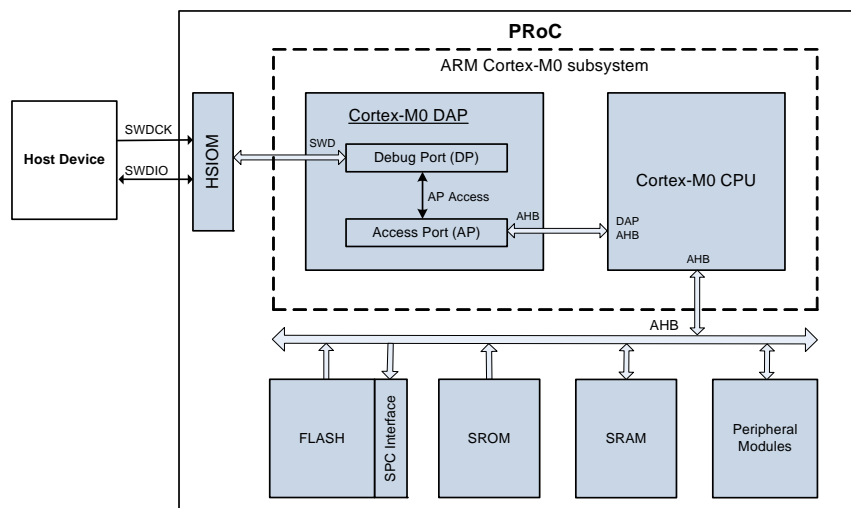 PRoC
ARM Cortex-M0 subsystem
Cortex-M0 DAP
SWDCK
Host Device
SWDIO
HSIOM
SWD
Debug Port (DP)
AP Access
Access Port (AP)
AHB
Cortex-M0 CPU
DAP
AHB
AHB
AHB
FLASH
SPC Interface
SROM
SRAM
Peripheral
Modules